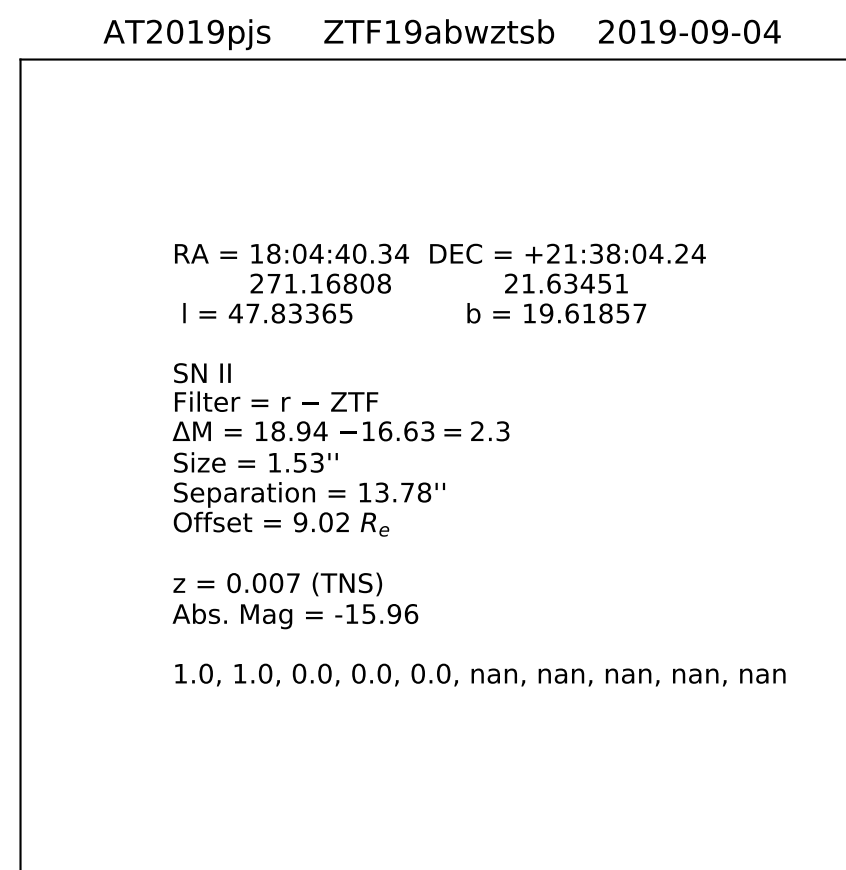 AT2019pjs ZTF19abwztsb 2019-09-04
RA = 18:04:40.34 DEC = +21:38:04.24
271.16808 21.63451
l = 47.83365 b = 19.61857
SN II
Filter = r − ZTF
ΔM = 18.94 −16.63 = 2.3
Size = 1.53''
Separation = 13.78''
Offset = 9.02 Re
z = 0.007 (TNS)
Abs. Mag = -15.96
1.0, 1.0, 0.0, 0.0, 0.0, nan, nan, nan, nan, nan